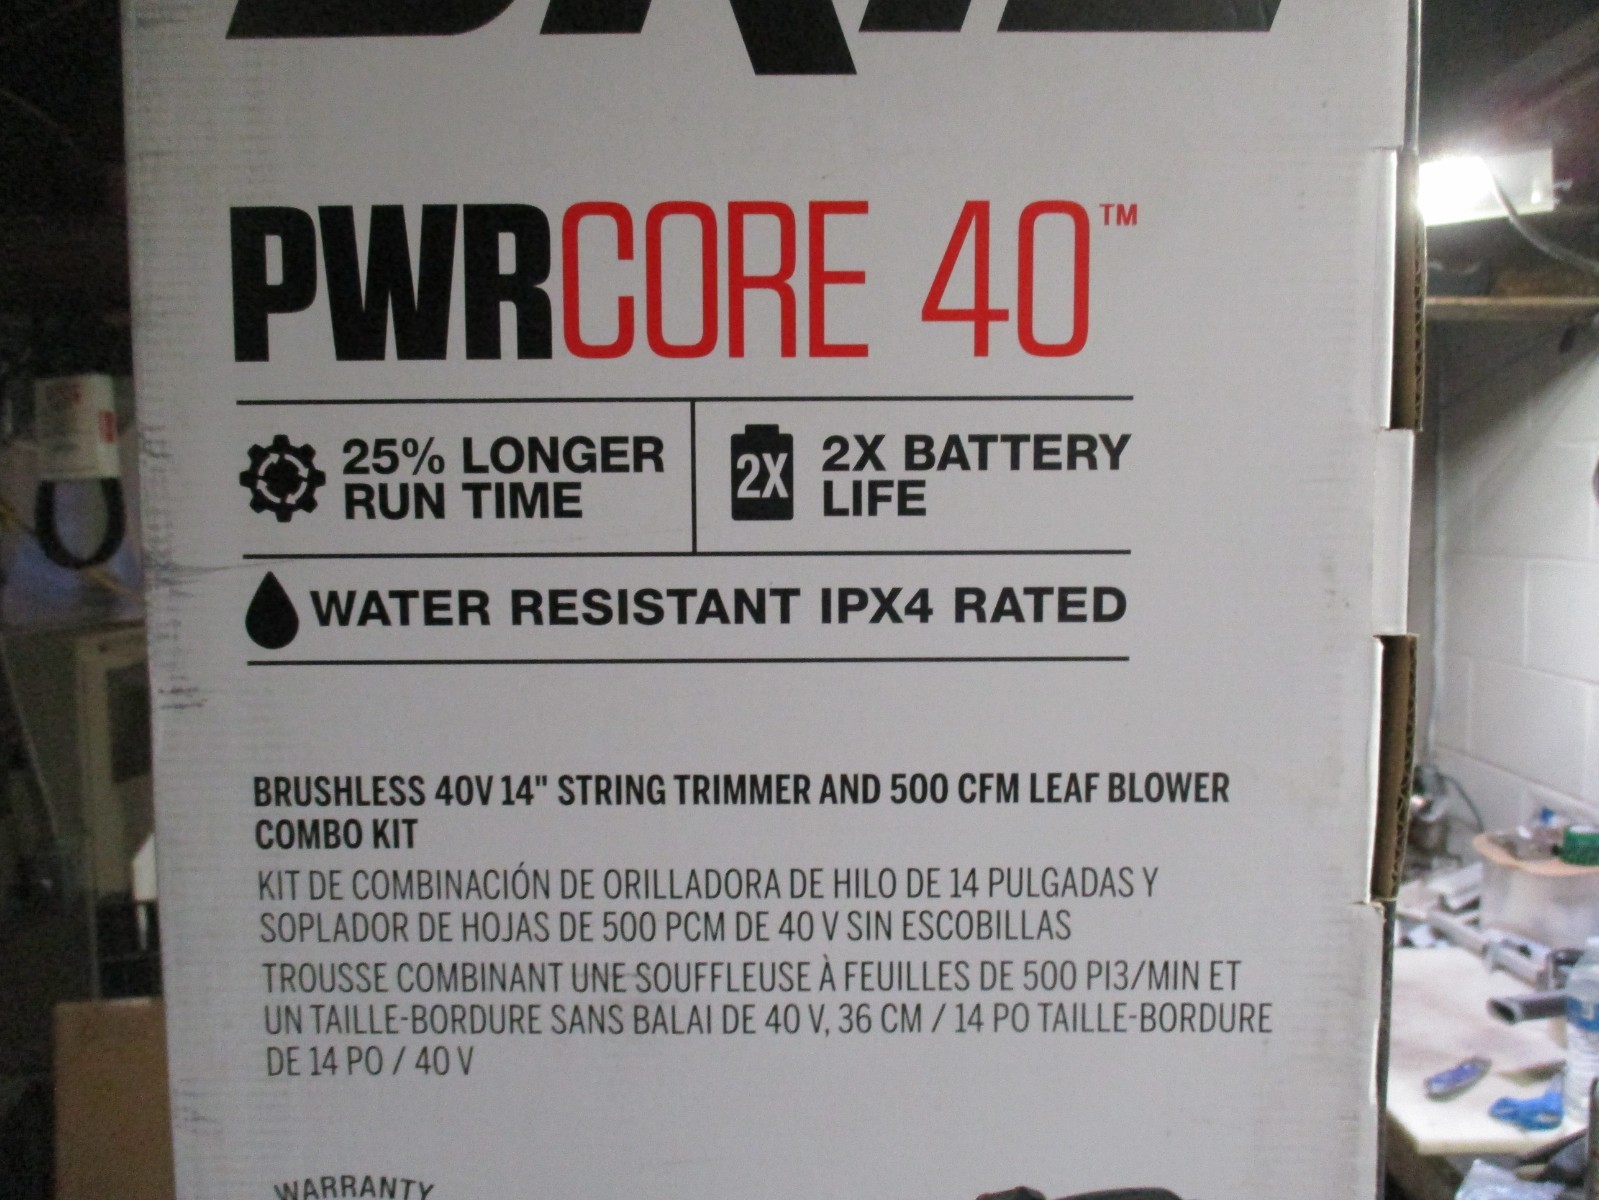 PWRCORE 40™
25% LONGER
RUN TIME
2X
2X BATTERY
LIFE
WATER RESISTANT IPX4 RATED
BRUSHLESS 40V 14" STRING TRIMMER AND 500 CFM LEAF BLOWER
COMBO KIT
KIT DE COMBINACIÓN DE ORILLADORA DE HILO DE 14 PULGADAS Y
SOPLADOR DE HOJAS DE 500 PCM DE 40 V SIN ESCOBILLAS
TROUSSE COMBINANT UNE SOUFFLEUSE À FEUILLES DE 500 PI3/MIN ET
UN TAILLE-BORDURE SANS BALAI DE 40 V, 36 CM / 14 PO TAILLE-BORDURE
DE 14 PO / 40 V
WARRANTY